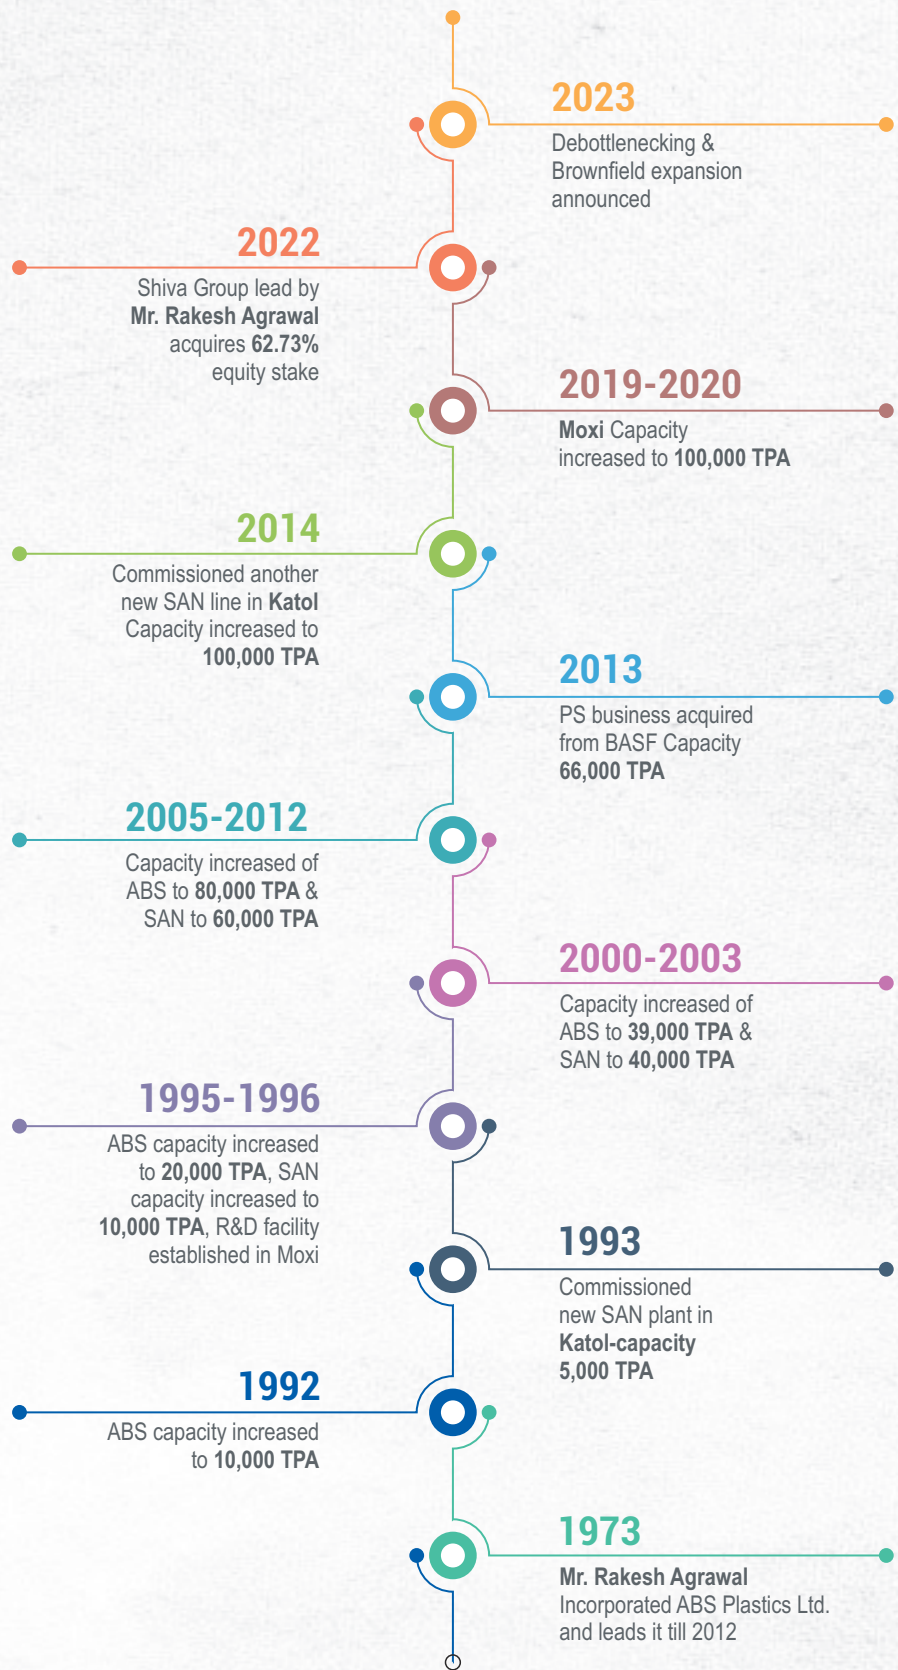 2023
Debottlenecking &
Brownfield expansion
announced
2022
Shiva Group lead by
Mr. Rakesh Agrawal
acquires 62.73%
equity stake
2019-2020
Moxi Capacity
increased to 100,000 TPA
2014
Commissioned another
new SAN line in Katol
Capacity increased to
100,000 TPA
2013
PS business acquired
from BASF Capacity
66,000 TPA
2005-2012
Capacity increased of
ABS to 80,000 TPA &
SAN to 60,000 TPA
2000-2003
Capacity increased of
ABS to 39,000 TPA &
SAN to 40,000 TPA
1995-1996
ABS capacity increased
to 20,000 TPA, SAN
capacity increased to
10,000 TPA, R&D facility
established in Moxi
1993
Commissioned
new SAN plant in
Katol-capacity
5,000 TPA
1992
ABS capacity increased
to 10,000 TPA
1973
Mr. Rakesh Agrawal
Incorporated ABS Plastics Ltd.
and leads it till 2012